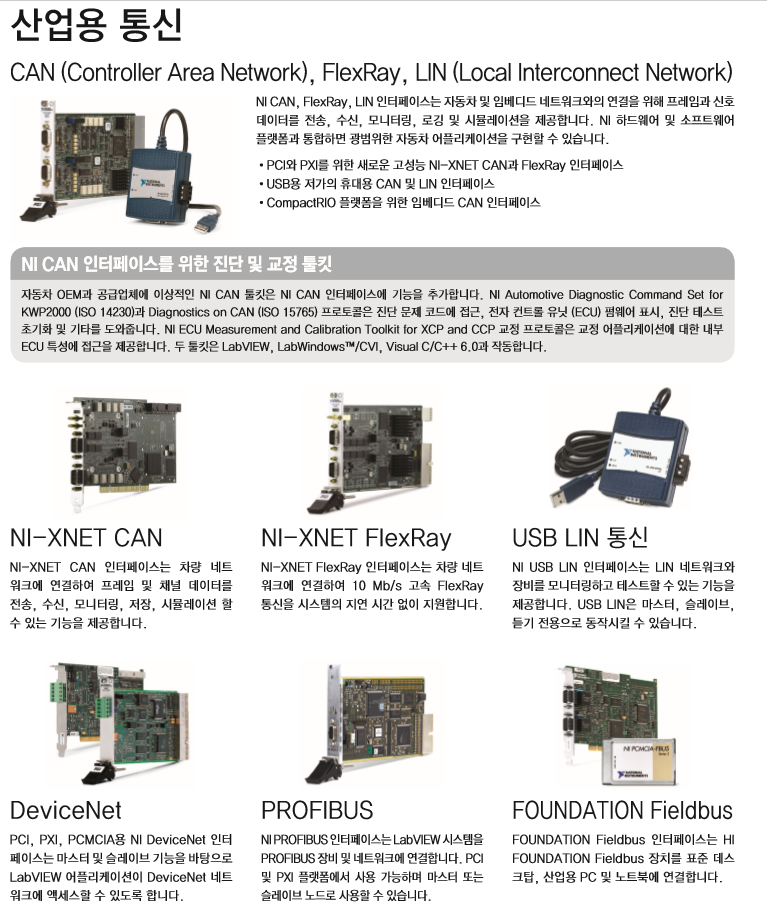 산업용 통신
CAN (Controller Area Network), FlexRay, LIN (Local Interconnect Network)
NI CAN, FlexRay, LIN 인터페이스는 자동차 및 임베디드 네트워크와의 연결을 위해 프레임과 신호
데이터를 전송, 수신, 모니터링, 로깅 및 시뮬레이션을 제공합니다. NI 하드웨어 및 소프트웨어
플랫폼과 통합하면 광범위한 자동차 어플리케이션을 구현할 수 있습니다.
• PCI와 PXI를 위한 새로운 고성능 NI-XNET CAN과 FlexRay 인터페이스
• USB용 저가의 휴대용 CAN 및 LIN 인터페이스
• CompactRIO 플랫폼을 위한 임베디드 CAN 인터페이스
NI CAN 인터페이스를 위한 진단 및 교정 툴킷
자동차 OEM과 공급업체에 이상적인 NI CAN 툴킷은 NI CAN 인터페이스에 기능을 추가합니다. NI Automotive Diagnostic Command Set for
KWP2000 (ISO 14230)과 Diagnostics on CAN (ISO 15765) 프로토콜은 진단 문제 코드에 접근, 전자 컨트롤 유닛 (ECU) 펌웨어 표시, 진단 테스트
초기화 및 기타를 도와줍니다. NI ECU Measurement and Calibration Toolkit for XCP and CCP 교정 프로토콜은 교정 어플리케이션에 대한 내부
ECU 특성에 접근을 제공합니다. 두 툴킷은 LabVIEW, LabWindows™/CVI, Visual C/C++ 6.0과 작동합니다.
NATIONAL
INSTRUMENTS
NI-XNET CAN
NI-XNET CAN 인터페이스는 차량 네트
워크에 연결하여 프레임 및 채널 데이터를
전송, 수신, 모니터링, 저장, 시뮬레이션 할
수 있는 기능을 제공합니다.
NI-XNET FlexRay
NI-XNET FlexRay 인터페이스는 차량 네트
워크에 연결하여 10 Mb/s 고속 FlexRay
통신을 시스템의 지연 시간 없이 지원합니다.
USB LIN 통신
NI USB LIN 인터페이스는 LIN 네트워크와
장비를 모니터링하고 테스트할 수 있는 기능을
제공합니다. USB LIN은 마스터, 슬레이브,
듣기 전용으로 동작시킬 수 있습니다.
NI PCMCIA-FBUS
NATIONAL
INSTRUMENTS
DeviceNet
PCI, PXI, PCMCIA용 NI DeviceNet 인터
페이스는 마스터 및 슬레이브 기능을 바탕으로
LabVIEW 어플리케이션이 DeviceNet 네트
워크에 액세스할 수 있도록 합니다.
PROFIBUS
NI PROFIBUS 인터페이스는 LabVIEW 시스템을
PROFIBUS 장비 및 네트워크에 연결합니다. PCI
및 PXI 플랫폼에서 사용 가능하며 마스터 또는
슬레이브 노드로 사용할 수 있습니다.
FOUNDATION Fieldbus
FOUNDATION Fieldbus 인터페이스는 HI
FOUNDATION Fieldbus 장치를 표준 데스
크탑, 산업용 PC 및 노트북에 연결합니다.